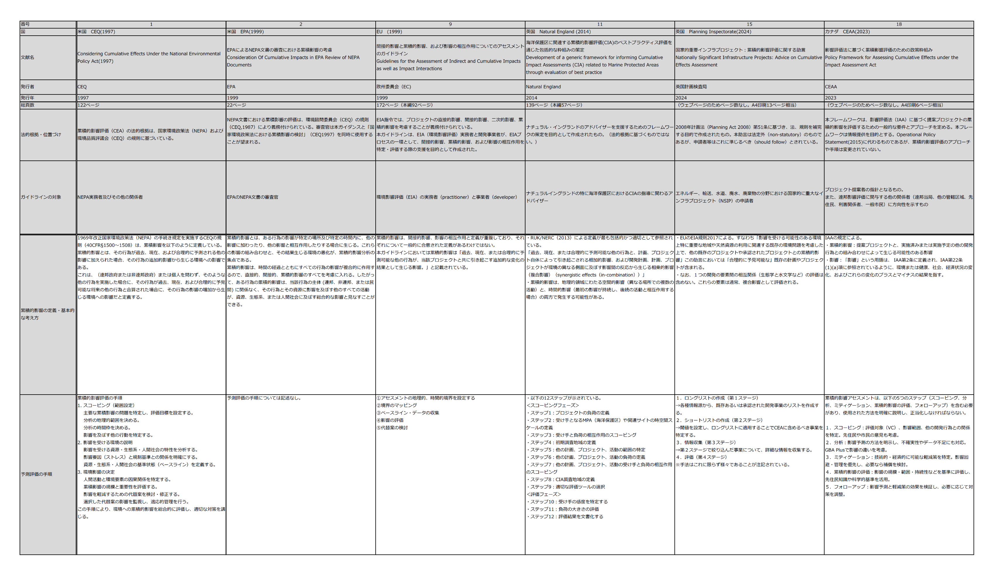 番号
1
2
9
11
15
18
国
米国　CEQ(1997)
米国　EPA(1999)
EU　(1999)
英国　Natural England (2014)
英国　Planning Inspectorate(2024)
カナダ　CEAA(2023)
文献名
Considering Cumulative Effects Under the National Environmental
Policy Act(1997)
EPAによるNEPA文書の審査における累積影響の考慮
Consideration Of Cumulative Impacts in EPA Review of NEPA
Documents
間接的影響と累積的影響、および影響の相互作用についてのアセスメント
のガイドライン
Guidelines for the Assessment of Indirect and Cumulative Impacts
as well as Impact Interactions
海洋保護区に関連する累積的影響評価(CIA)のベストプラクティス評価を
通じた包括的な枠組みの策定
Development of a generic framework for informing Cumulative
Impact Assessments (CIA) related to Marine Protected Areas
through evaluation of best practice
国家的重要インフラプロジェクト：累積的影響評価に関する助言
Nationally Significant Infrastructure Projects: Advice on Cumulative
Effects Assessment
影響評価法に基づく累積影響評価のための政策枠組み
Policy Framework for Assessing Cumulative Effects under the
Impact Assessment Act
発行者
CEQ
EPA
欧州委員会（EC)
Natural England
英国計画検査局
CEAA
発行年
1997
1999
1999
2014
2024
2023
総頁数
122ページ
22ページ
172ページ（本編92ページ）
139ページ（本編57ページ）
（ウェブページのためページ数なし。A4印刷13ページ相当）
（ウェブページのためページ数なし。A4印刷6ページ相当）
法的根拠・位置づけ
累積的影響評価（CEA）の法的根拠は、国家環境政策法（NEPA）および
環境品質評議会（CEQ）の規則に基づいている。
NEPA文書における累積影響の評価は、環境諮問委員会（CEQ）の規則
（CEQ,1987）により義務付けられている。審査官は本ガイダンスと「国
家環境政策法における累積影響の検討」（CEQ1997）を同時に使用する
ことが望まれる。
EIA指令では、プロジェクトの直接的影響、間接的影響、二次的影響、累
積的影響を考慮することが義務付けられている。
本ガイドラインは、EIA（環境影響評価）実務者と開発事業者が、EIAプ
ロセスの一環として、間接的影響、累積的影響、および影響の相互作用を
特定・評価する際の支援を目的として作成された。
ナチュラル・イングランドのアドバイザーを支援するためのフレームワー
クの策定を目的として作成されたもの。（法的根拠に基づくものではな
い。）
2008年計画法（Planning Act 2008）第51条に基づき、法、規則を補完
する目的で作成されたもの。本助言は法定外（non-statutory）のもので
あるが、申請者等はこれに準じるべき（should follow）とされている。
本フレームワークは、影響評価法（IAA）に基づく提案プロジェクトの累
積的影響を評価するための一般的な要件とアプローチを定める。本フレー
ムワークは情報提供を目的とする。Operational Policy
Statement(2015)に代わるものであるが、累積的影響評価のアプローチ
や手順は変更されていない。
ガイドラインの対象
NEPA実務者及びその他の関係者
EPAのNEPA文書の審査官
環境影響評価（EIA）の実務者（practitioner）と事業者（developer）
ナチュラルイングランドの特に海洋保護区におけるCIAの指導に関わるア
ドバイザー
エネルギー、輸送、水道、廃水、廃棄物の分野における国家的に重大なイ
ンフラプロジェクト（NSIP）の申請者
プロジェクト提案者の指針となるもの。
また、連邦影響評価に関与する他の関係者（連邦当局、他の管轄区域、先
住民、利害関係者、一般市民）に方向性を示すもの
累積的影響の定義・基本的
な考え方
1969年改正国家環境政策法（NEPA）の手続き規定を実施するCEQの規
則（40CFR§1500～1508）は、累積影響を以下のように定義している。
累積的影響とは、その行為が過去、現在、および合理的に予測される他の
影響に加えられた場合、その行為の追加的影響から生じる環境への影響で
ある。
これは、（連邦政府または非連邦政府）または個人を問わず、そのような
他の行為を実施した場合に、その行為が過去、現在、および合理的に予見
可能な将来の他の行為と合算された場合に、その行為の影響の増加から生
じる環境への影響だと定義する。
累積的影響とは、ある行為の影響が特定の場所及び特定の時間内に、他の
影響に加わったり、他の影響と相互作用したりする場合に生じる。これら
の影響の組み合わせと、その結果生じる環境の悪化が、累積的影響分析の
焦点である。
累積的影響は、時間の経過とともにすべての行為の影響が複合的に作用す
るので、直接的、間接的、累積的影響のすべてを考慮に入れる。したがっ
て、ある行為の累積的影響は、当該行為の主体 (連邦、非連邦、または民
間) に関係なく、その行為とその資源に影響を及ぼす他のすべての活動
が、資源、生態系、または人間社会に及ぼす総合的な影響と見なすことが
できる。
累積的影響は、間接的影響、影響の相互作用と定義が重複しており、それ
ぞれについて一般的に合意された定義があるわけではない。
本ガイドラインにおいては累積的影響は「過去、現在、または合理的に予
測可能な他の行為が、当該プロジェクトと共に引き起こす追加的な変化の
結果として生じる影響。」と記載されている。
・RUK/NERC（2013）による定義が最も包括的かつ適切として参照され
ている。
「過去、現在、または合理的に予測可能な他の行為と、計画、プロジェク
ト自体によって引き起こされる相加的影響、および開発計画、計画、プロ
ジェクトが環境の異なる側面に及ぼす影響間の反応から生じる相乗的影響
（複合影響）（synergistic effects（in-combination））」
・累積的影響は、地理的領域にわたる空間的影響（異なる場所での複数の
活動）と、時間的影響（最初の影響が持続し、後続の活動と相互作用する
場合）の両方で発生する可能性がある。
・EUのEIA規則2017による。すなわち「影響を受ける可能性のある環境
上特に重要な地域や天然資源の利用に関連する既存の環境問題を考慮した
上で、他の既存のプロジェクトや承認されたプロジェクトとの累積的影
響」この助言においては「合理的に予見可能な」既存の計画やプロジェク
トが含まれる。
・なお、１つの開発の要素間の相互関係（生態学と水文学など）の評価は
含めない。これらの要素は通常、複合影響として評価される。
IAAの規定による。
・累積的影響：提案プロジェクトと、実施済みまたは実施予定の他の開発
行為との組み合わせによって生じる可能性のある影響
・影響：「影響」という用語は、 IAA第2条に定義され、IAA第22条
(1)(a)項に参照されているように、環境または健康、社会、経済状況の変
化、およびこれらの変化のプラスとマイナスの結果を指す。
予測評価の手順
累積的影響評価の手順
1. スコーピング（範囲設定）
主要な累積影響の問題を特定し、評価目標を設定する。
分析の地理的範囲を決める。
分析の時間枠を決める。
影響を及ぼす他の行動を特定する。
2. 影響を受ける環境の説明
影響を受ける資源・生態系・人間社会の特性を分析する。
影響要因（ストレス）と規制基準との関係を明確にする。
資源・生態系・人間社会の基準状態（ベースライン）を定義する。
3. 環境影響の決定
人間活動と環境要素の因果関係を特定する。
累積影響の規模と重要性を評価する。
影響を軽減するための代替案を検討・修正する。
選択した代替案の影響を監視し、適応的管理を行う。
この手順により、環境への累積的影響を総合的に評価し、適切な対策を講
じる。
予測評価の手順については記述なし。
①アセスメントの地理的、時間的境界を設定する
②境界のマッピング
③ベースライン・データの収集
④影響の評価
⑤代替案の検討
・以下の12ステップが示されている。
＜スコーピングフェーズ＞
・ステップ1：プロジェクトの負荷の定義
・ステップ2：受け手となるMPA（海洋保護区）や関連サイトの時空間ス
ケールの定義
・ステップ3：受け手と負荷の相互作用のスコーピング
・ステップ4：初期調査地域の定義
・ステップ5：他の計画、プロジェクト、活動の範囲の特定
・ステップ6：他の計画、プロジェクト、活動の負荷の定義
・ステップ7：他の計画、プロジェクト、活動の受け手と負荷の相互作用
のスコーピング
・ステップ8：CIA調査地域の定義
・ステップ9：適切な評価ツールの選択
＜評価フェーズ＞
・ステップ10：受け手の感度を特定する
・ステップ11：負荷の大きさの評価
・ステップ12：評価結果を文書化する
１．ロングリストの作成（第１ステージ）
→各種情報源から、既存あるいは承認された開発事業のリストを作成す
る。
２．ショートリストの作成（第２ステージ）
→閾値を設定し、ロングリストに適用することでCEAに含めるべき事業を
特定する。
３．情報収集（第３ステージ）
→第２ステージで絞り込んだ事業について、詳細な情報を収集する。
４．評価（第４ステージ）
※手法はこれに限らず様々であることが注記されている。
累積的影響アセスメントは、以下の5つのステップ（スコーピング、分
析、ミティゲーション、累積的影響の評価、フォローアップ）を含む必要
があり、使用された方法を明確に説明し、正当化しなければならない。
１．スコーピング：評価対象（VC）、影響範囲、他の開発行為との関係
を特定。先住民や市民の意見も考慮。
２．分析：影響予測の方法を明示し、不確実性やデータ不足にも対応。
GBA Plusで影響の違いを考慮。
３．ミティゲーション：技術的・経済的に可能な軽減策を特定。影響回
避・管理を優先し、必要なら補償を検討。
４．累積的影響の評価：影響の規模・範囲・持続性などを基準に評価し、
先住民知識や科学的基準を活用。
５．フォローアップ：影響予測と軽減策の効果を検証し、必要に応じて対
策を調整。